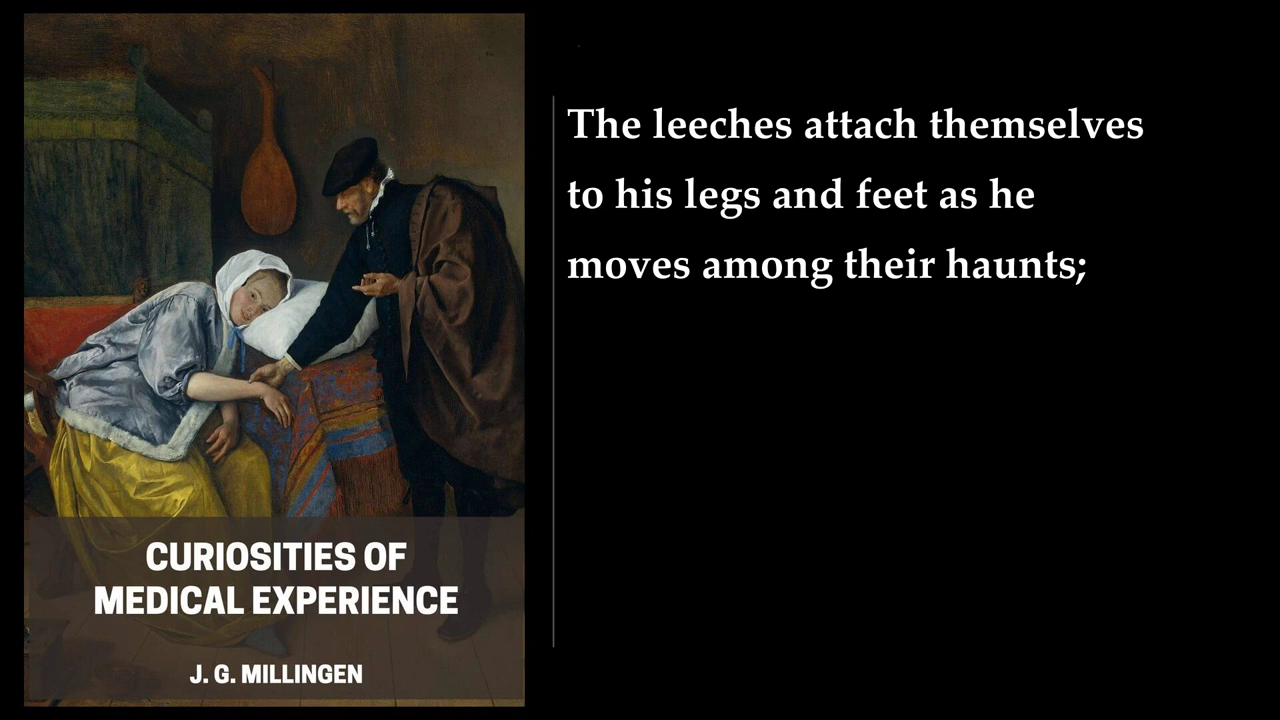 The leeches attach themselves
to his legs and feet as he
moves among their haunts;
CURIOSITIES OF
MEDICAL EXPERIENCE
J. G. MILLINGEN